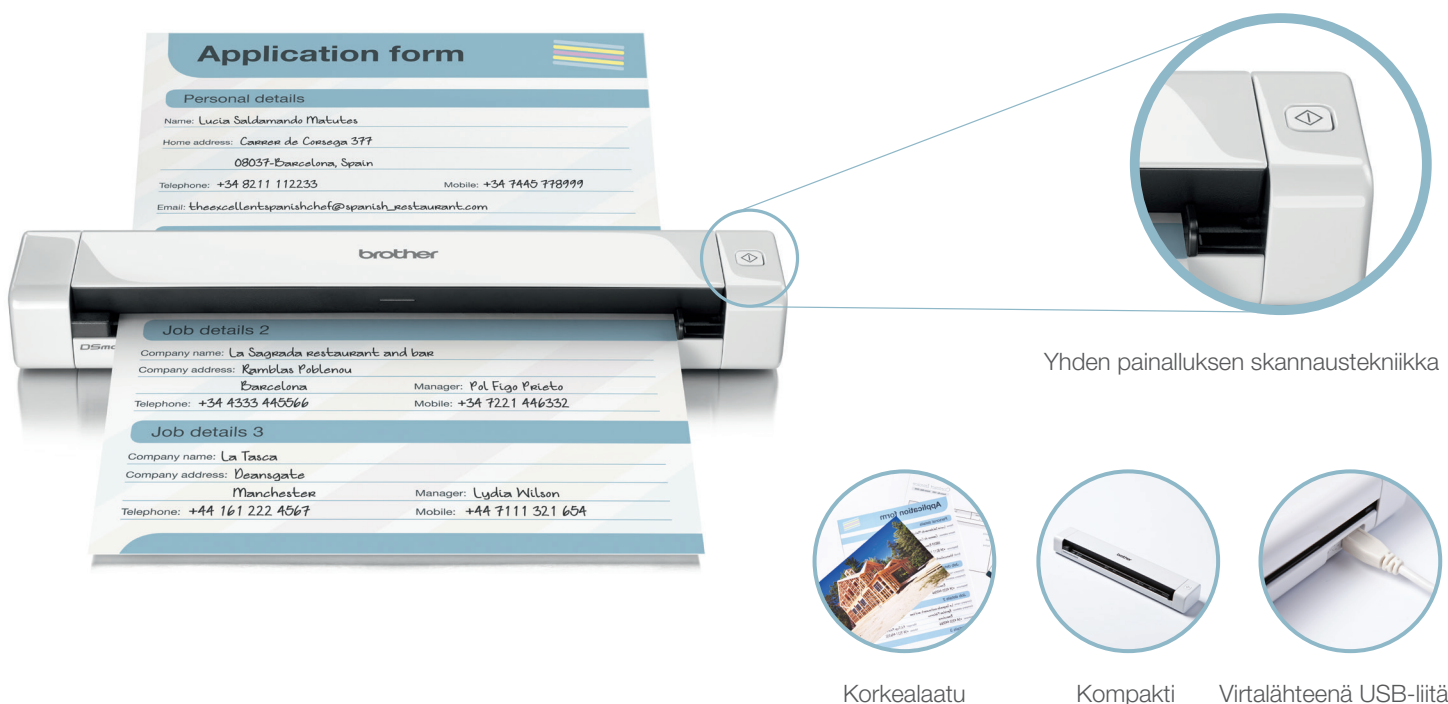 Application form
Personal details
Name: Lucia Saldamando Matutes
Home address: Carrer de Corsega 377
08037-Barcelona, Spain
Telephone: +34 8211 112233 Mobile: +34 7445 778999
Email: theexcellentspanishchef@spanish_restaurant.com
brother
Job details 2
DSmo
Company name: La Sagrada restaurant and bar
Company address: Ramblas Poblenou
Barcelona Manager: Pol Figo Prieto
Telephone: +34 4333 445566 Mobile: +34 7221 446332
Job details 3
Company name: La Tasca
Company address: Deansgate
Manchester Manager: Lydia Wilson
Telephone: +44 161 222 4567 Mobile: +44 7111 321 654
Yhden painalluksen skannaustekniikka
Application form
brother
Korkealaatu
Kompakti
Virtalähteenä USB-liitä